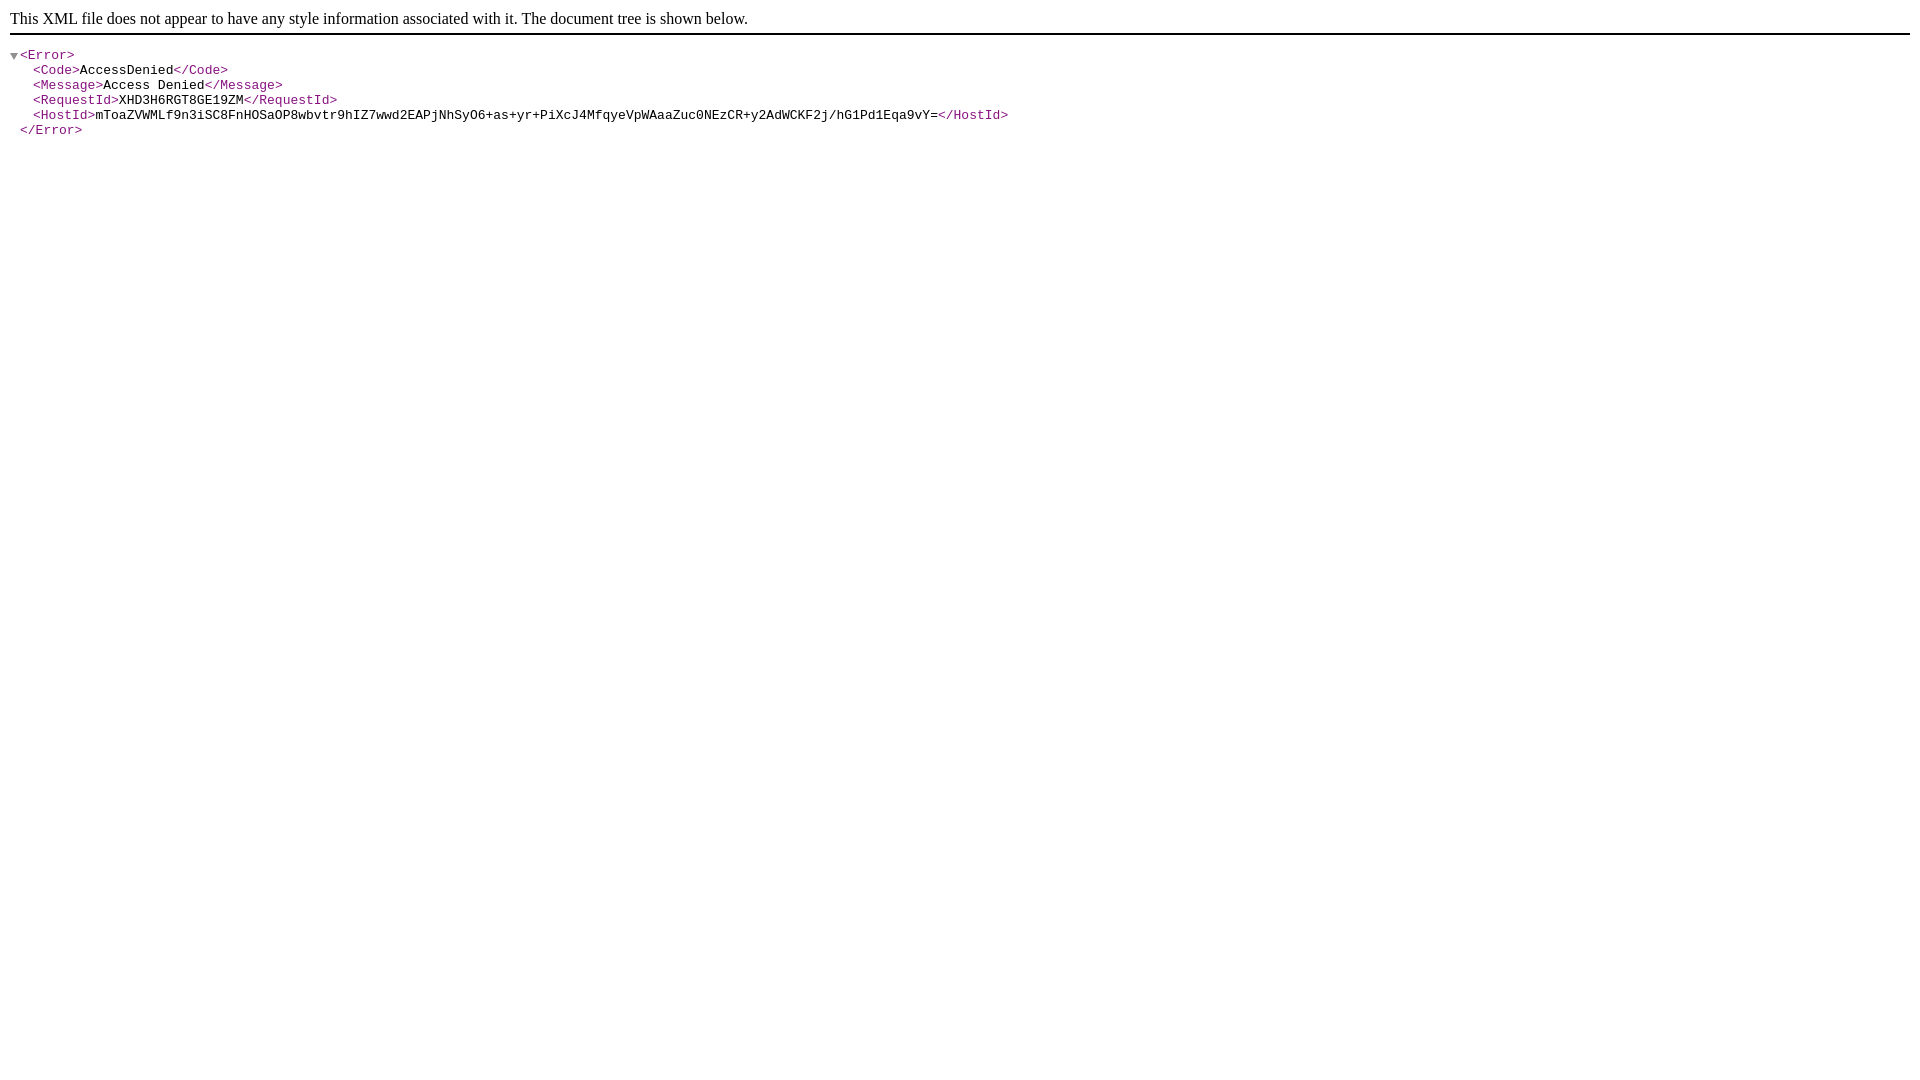 This XML file does not appear to have any style information associated with it. The document tree is shown below.
<Error>
<Code>AccessDenied</Code>
<Message>Access Denied</Message>
<RequestId>XHD3H6RGT8GE19ZM</RequestId>
<HostId>mToaZVWMLf9n3iSC8FnHOSaOP8wbvtr9hIZ7wwd2EAPjNhSyO6+as+yr+PiXcJ4MfqyeVpWAaaZuc0NEzCR+y2AdWCKF2j/hG1Pd1Eqa9vY=</HostId>
</Error>